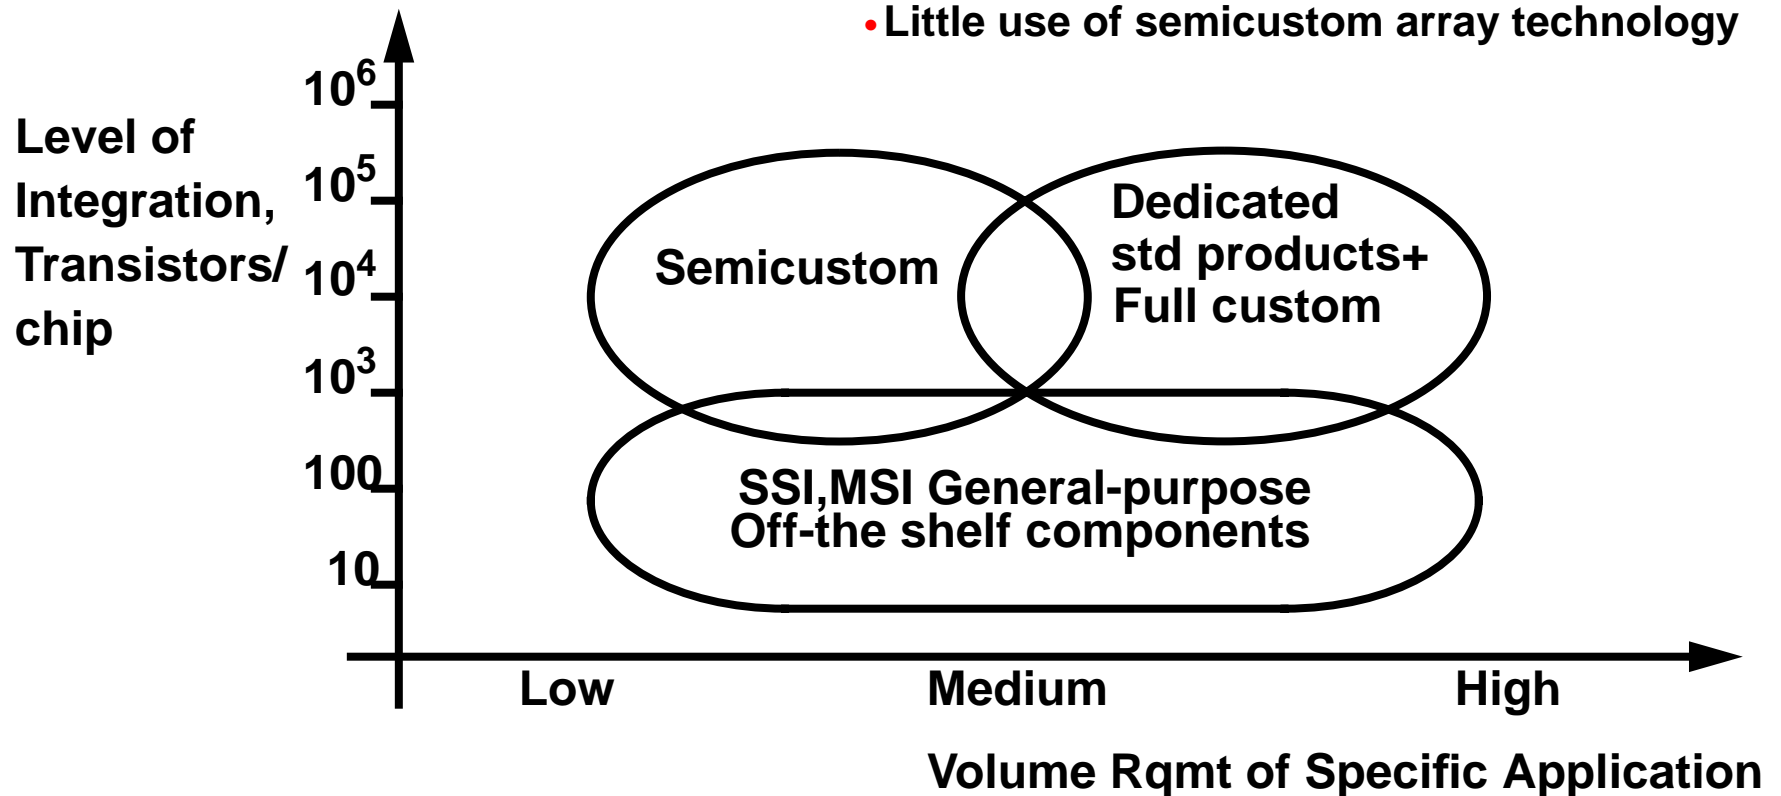 •Little use of semicustom array technology
Level of
Integration,
Transistors/
chip
10⁶
10⁵
10⁴
10³
100
10
Semicustom
Dedicated
std products+
Full custom
SSI,MSI General-purpose
Off-the shelf components
Low
Medium
High
Volume Rqmt of Specific Application